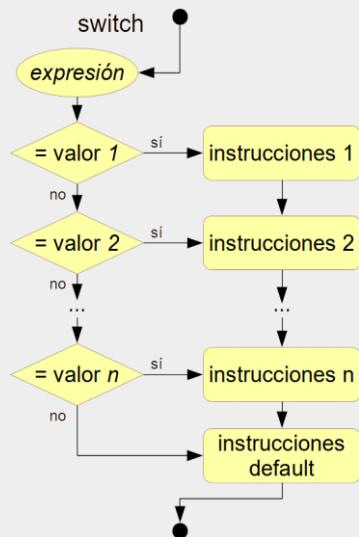 switch
expresión
= valor 1
sí
instrucciones 1
no
= valor 2
sí
instrucciones 2
no
...
...
= valor n
sí
instrucciones n
no
instrucciones
default